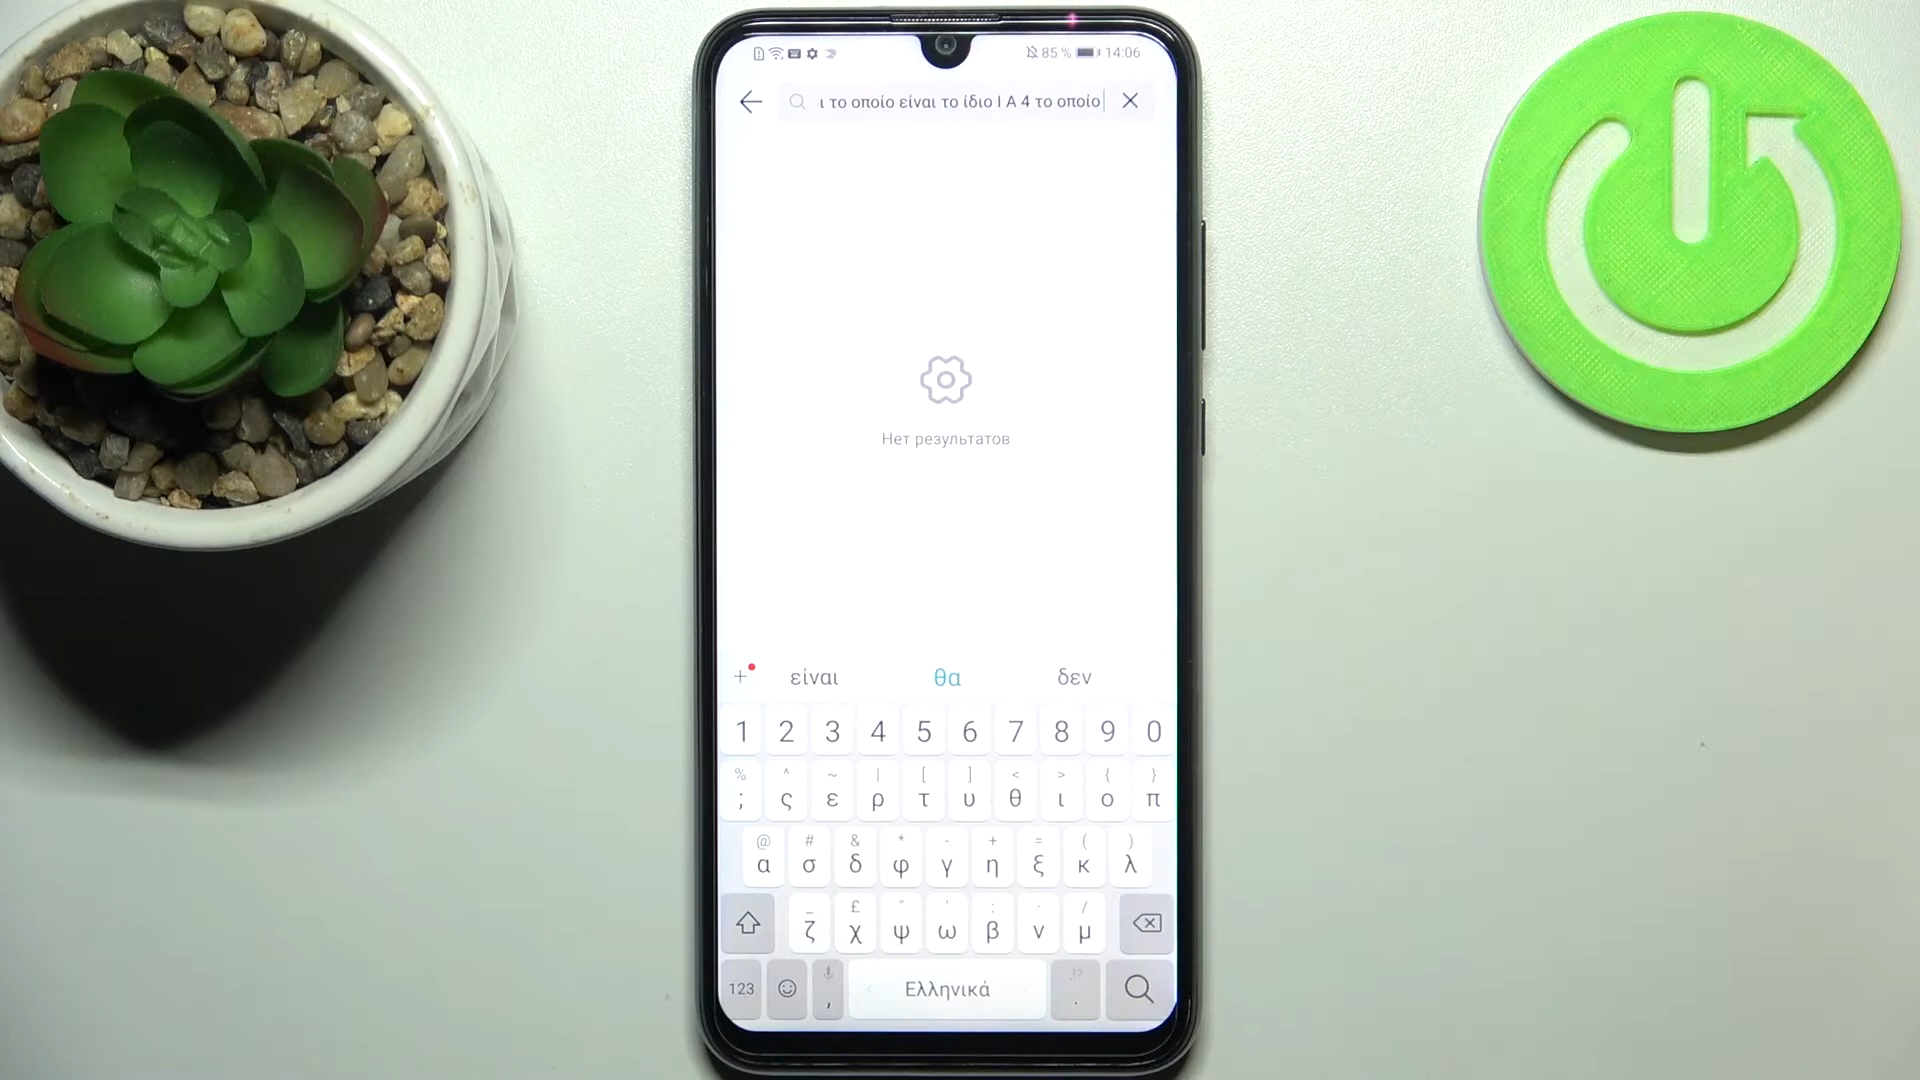 85 % 14:06
ι το οποίο είναι το ίδιο Ι Α 4 το οποίο
Нет результатов
+ είναι θα δεν
1 2 3 4 5 6 7 8 9 0
% ^ ~ | [ ] < > { }
; ς ε ρ τ υ θ ι ο π
@ # & * - + = ( )
α σ δ φ γ η ξ κ λ
_ £ " ' : · /
ζ χ ψ ω β ν μ
!?
123 , Ελληνικά .